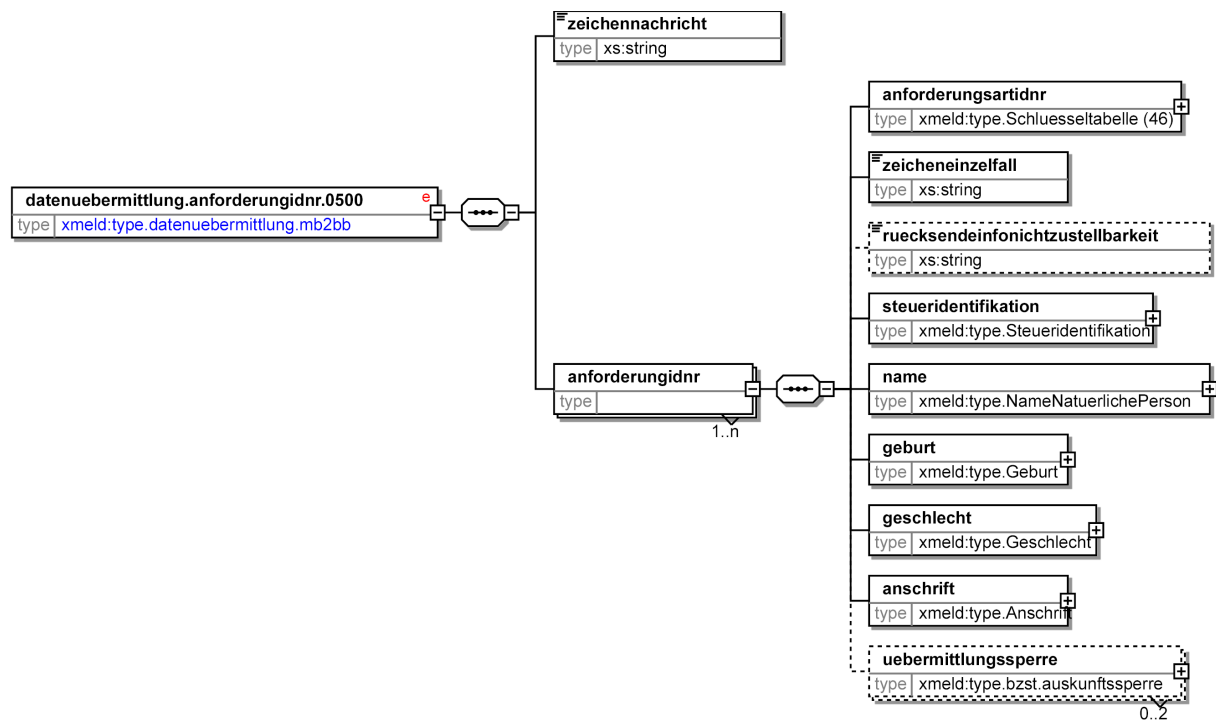 zeichennachricht
type xs:string
anforderungsartidnr
type xmeld:type.Schluesseltabelle (46)
zeicheneinzelfall
type xs:string
datenuebermittlung.anforderungidnr.0500 e
type xmeld:type.datenuebermittlung.mb2bb
ruecksendeinfonichtzustellbarkeit
type xs:string
steueridentifikation
type xmeld:type.Steueridentifikation
anforderungidnr
type
1..n
name
type xmeld:type.NameNatuerlichePerson
geburt
type xmeld:type.Geburt
geschlecht
type xmeld:type.Geschlecht
anschrift
type xmeld:type.Anschrift
uebermittlungssperre
type xmeld:type.bzst.auskunftssperre
0..2